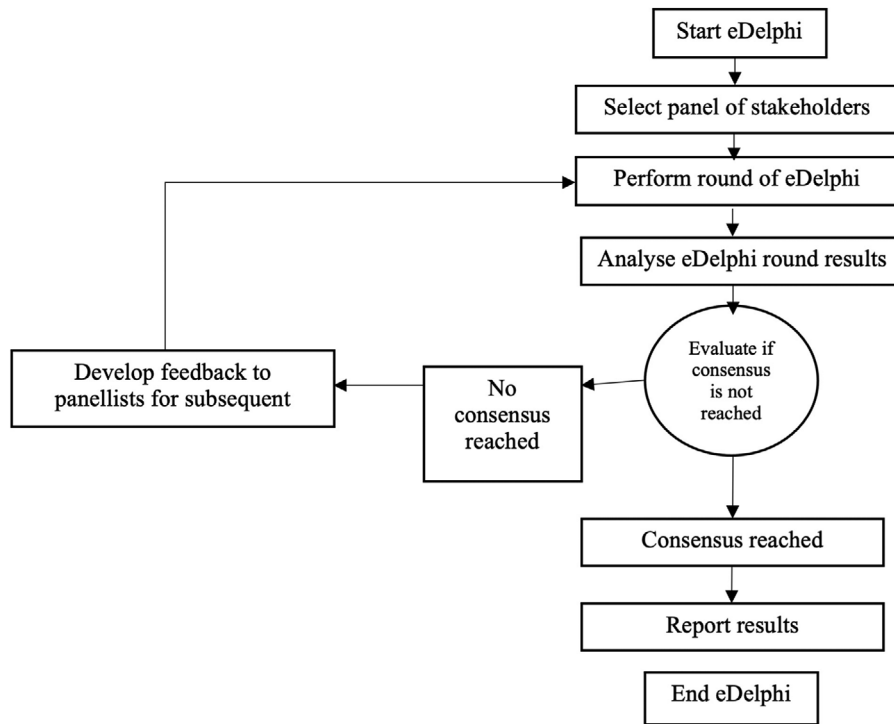 Start eDelphi
Select panel of stakeholders
Perform round of eDelphi
Analyse eDelphi round results
Evaluate if
consensus
is not
reached
No
consensus
reached
Develop feedback to
panellists for subsequent
Consensus reached
Report results
End eDelphi